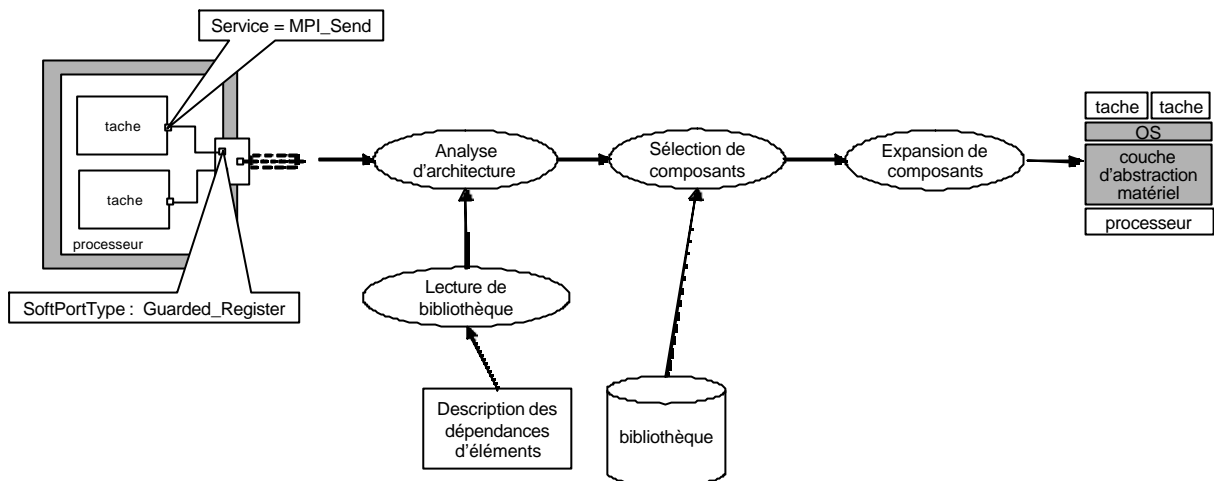 Service = MPI_Send
tache
tache
processeur
SoftPortType : Guarded_Register
Analyse
d'architecture
Lecture de
bibliothèque
Description des
dépendances
d'éléments
Sélection de
composants
bibliothèque
Expansion de
composants
tache
tache
OS
couche
d'abstraction
matériel
processeur